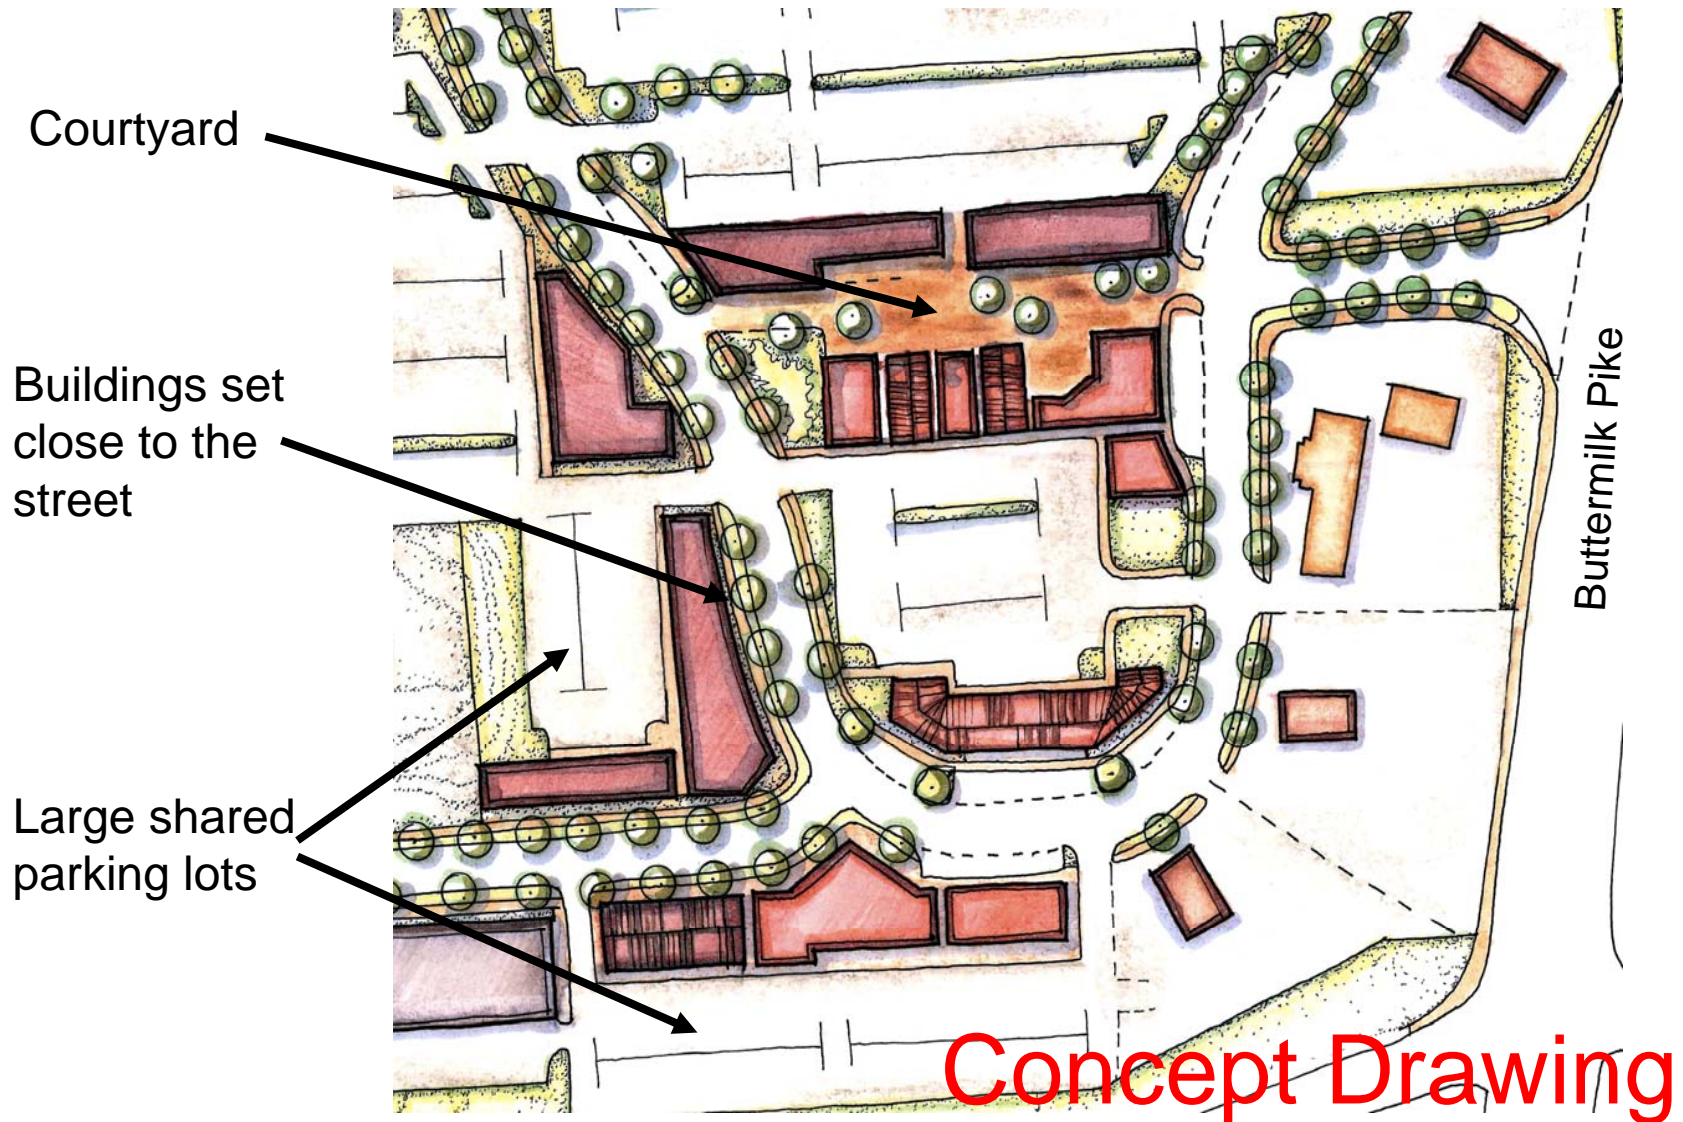 Courtyard
Buildings set
close to the
street
Large shared
parking lots
Buttermilk Pike
Concept Drawing